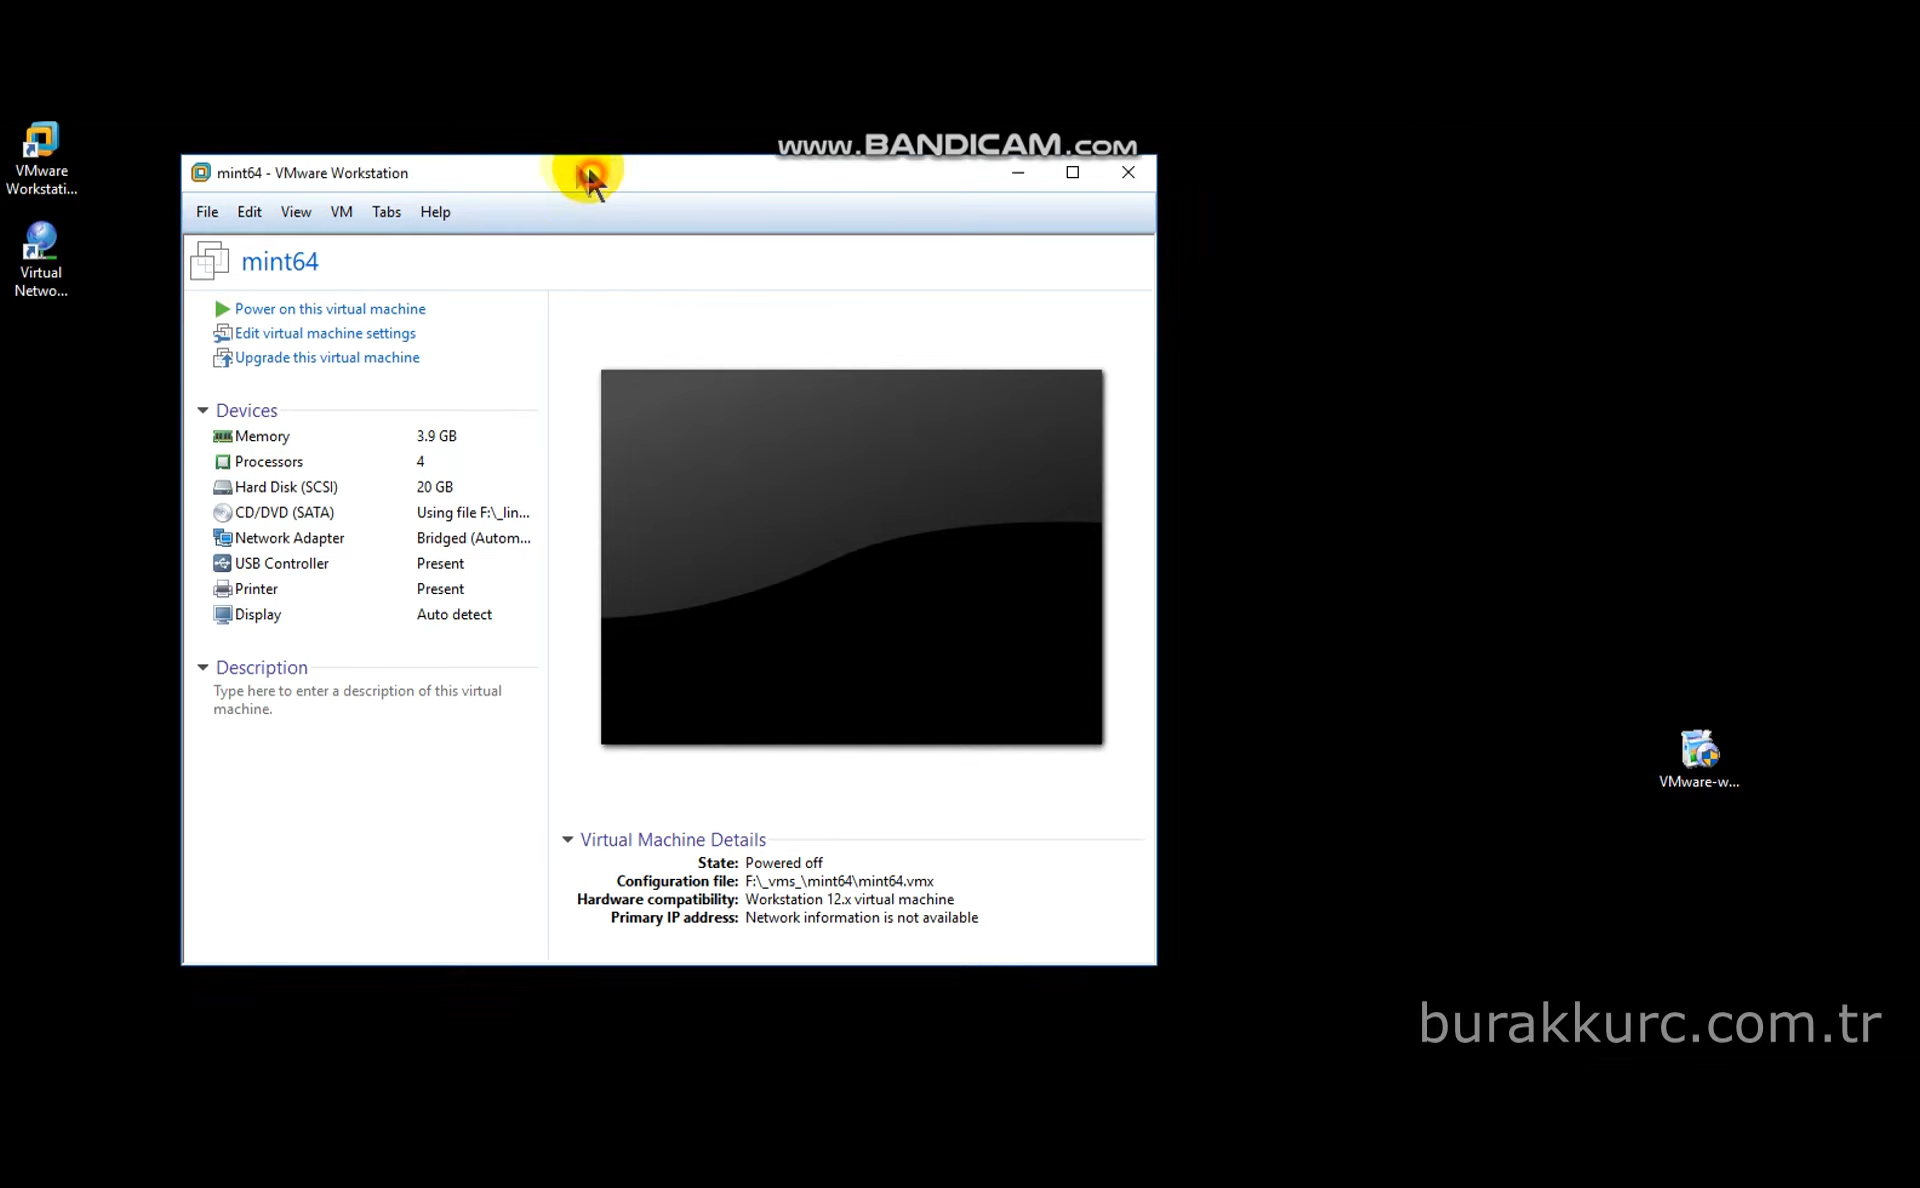 www.BANDICAM.com
VMware
Workstati...
Virtual
Netwo...
mint64 - VMware Workstation
File Edit View VM Tabs Help
mint64
Power on this virtual machine
Edit virtual machine settings
Upgrade this virtual machine
Devices
Memory 3.9 GB
Processors 4
Hard Disk (SCSI) 20 GB
CD/DVD (SATA) Using file F:\_lin...
Network Adapter Bridged (Autom...
USB Controller Present
Printer Present
Display Auto detect
Description
Type here to enter a description of this virtual
machine.
Virtual Machine Details
State: Powered off
Configuration file: F:\_vms_\mint64\mint64.vmx
Hardware compatibility: Workstation 12.x virtual machine
Primary IP address: Network information is not available
VMware-w...
burakkurc.com.tr